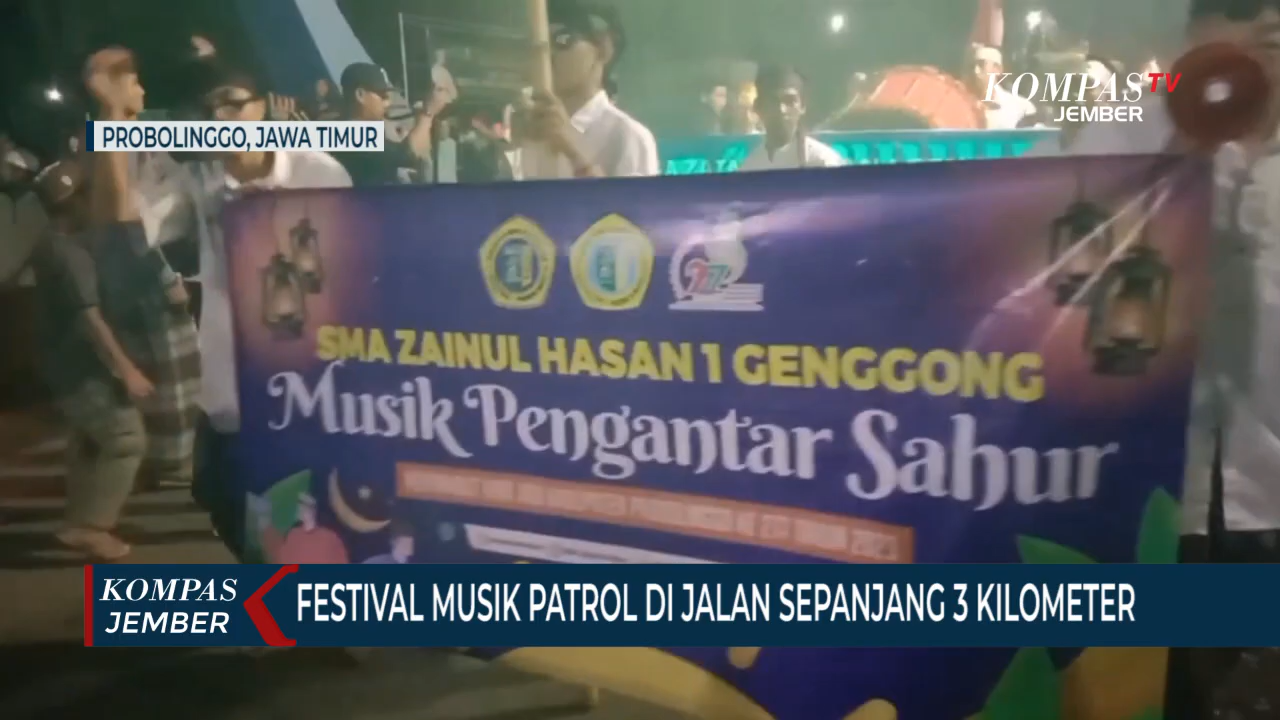 KOMPAS TV
JEMBER
PROBOLINGGO, JAWA TIMUR
SMA ZAINUL HASAN 1 GENGGONG
Musik Pengantar Sahur
KOMPAS
JEMBER
FESTIVAL MUSIK PATROL DI JALAN SEPANJANG 3 KILOMETER